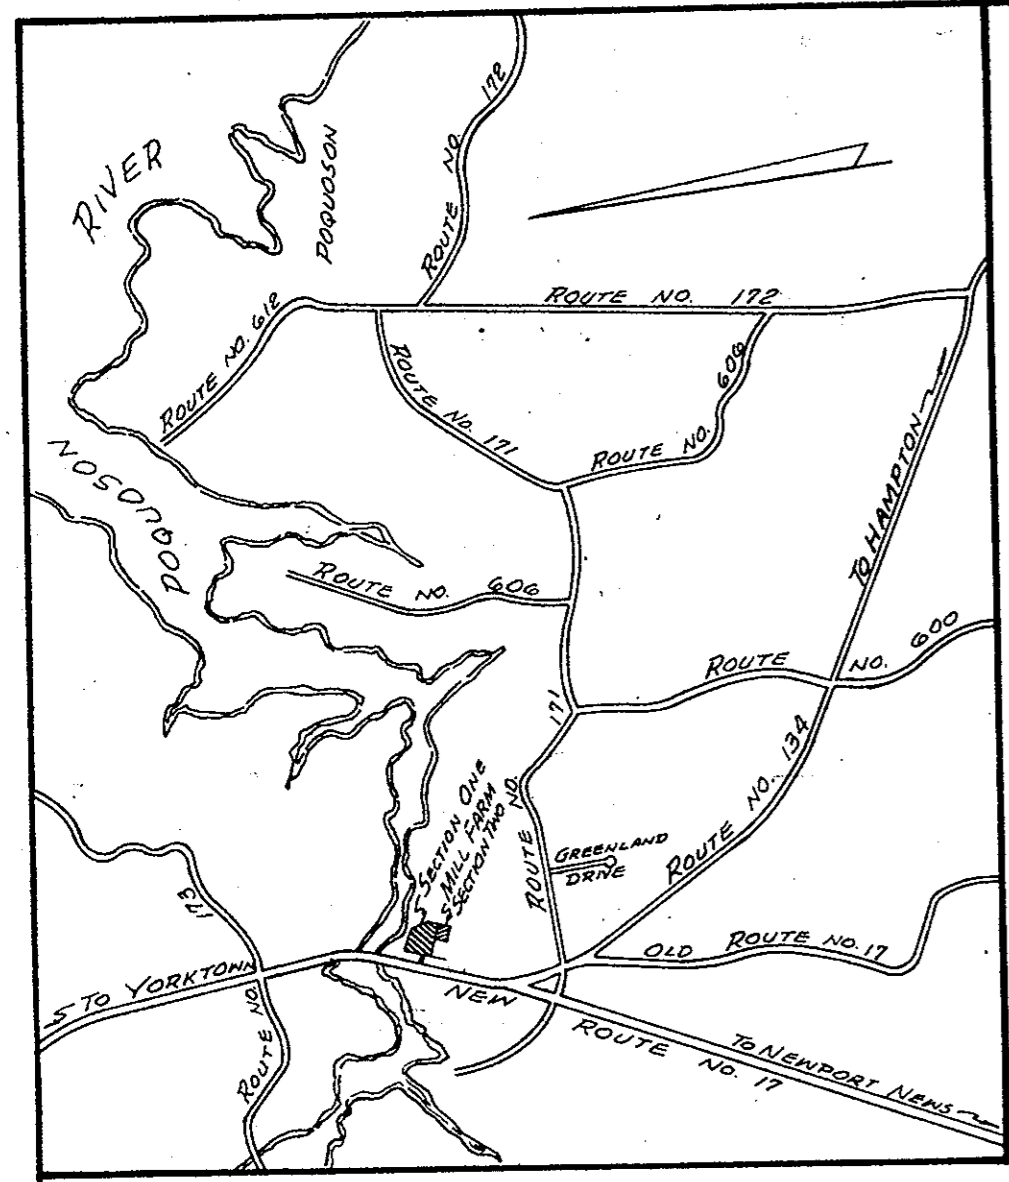 RIVER
POQUOSON
ROUTE NO. 172
ROUTE NO. 172
ROUTE NO. 612
ROUTE NO. 171
ROUTE NO. 606
TO HAMPTON
POQUOSON
ROUTE NO. 606
ROUTE NO. 600
ROUTE NO. 171
ROUTE NO. 134
SECTION ONE
MILL FARM
SECTION TWO
GREENLAND
DRIVE
173
ROUTE NO.
TO YORKTOWN
OLD ROUTE NO. 17
NEW
ROUTE NO. 17
TO NEWPORT NEWS